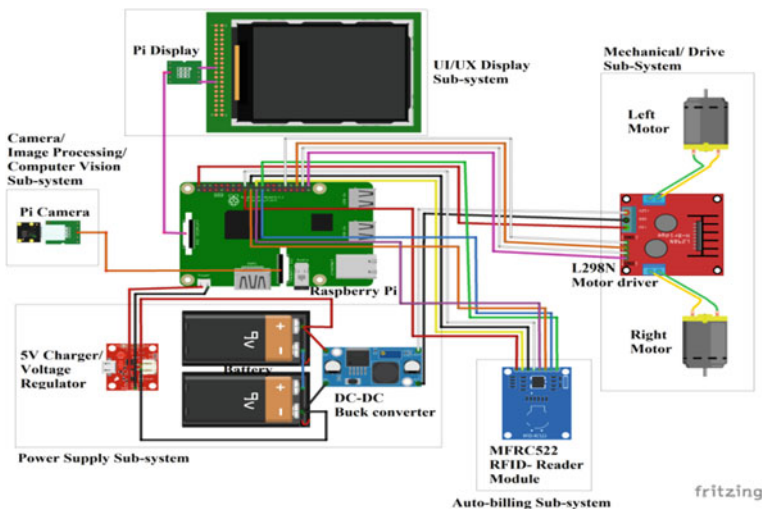 Pi Display
UI/UX Display
Sub-system
Mechanical/ Drive
Sub-System
Left
Motor
Camera/
Image Processing/
Computer Vision
Sub-system
Pi Camera
Raspberry Pi
L298N
Motor driver
Right
Motor
5V Charger/
Voltage
Regulator
9V
Battery
9V
DC-DC
Buck converter
Power Supply Sub-system
MFRC522
RFID- Reader
Module
Auto-billing Sub-system
fritzing